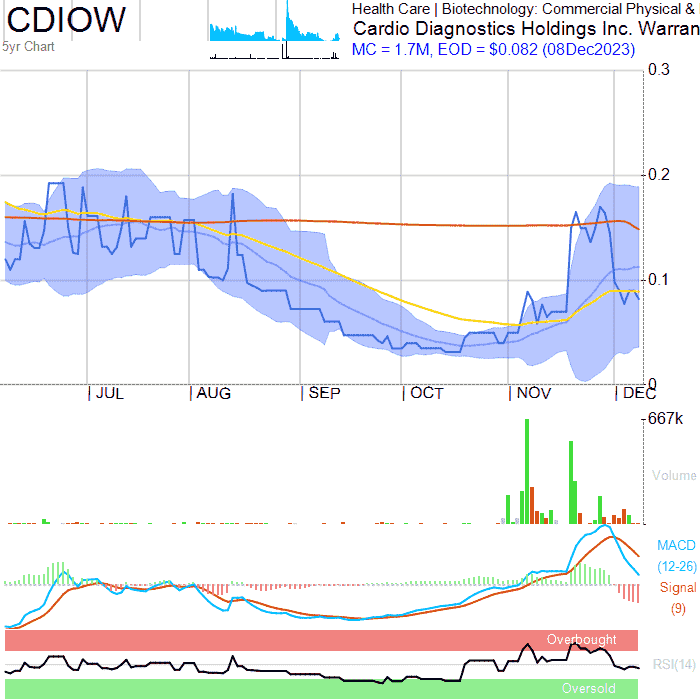 CDIOW
5yr Chart
Health Care | Biotechnology: Commercial Physical &
Cardio Diagnostics Holdings Inc. Warran
MC = 1.7M, EOD = $0.082 (08Dec2023)
0.3
0.2
0.1
0
JUL AUG SEP OCT NOV DEC
667k
Volume
MACD
(12-26)
Signal
(9)
Overbought
RSI(14)
Oversold